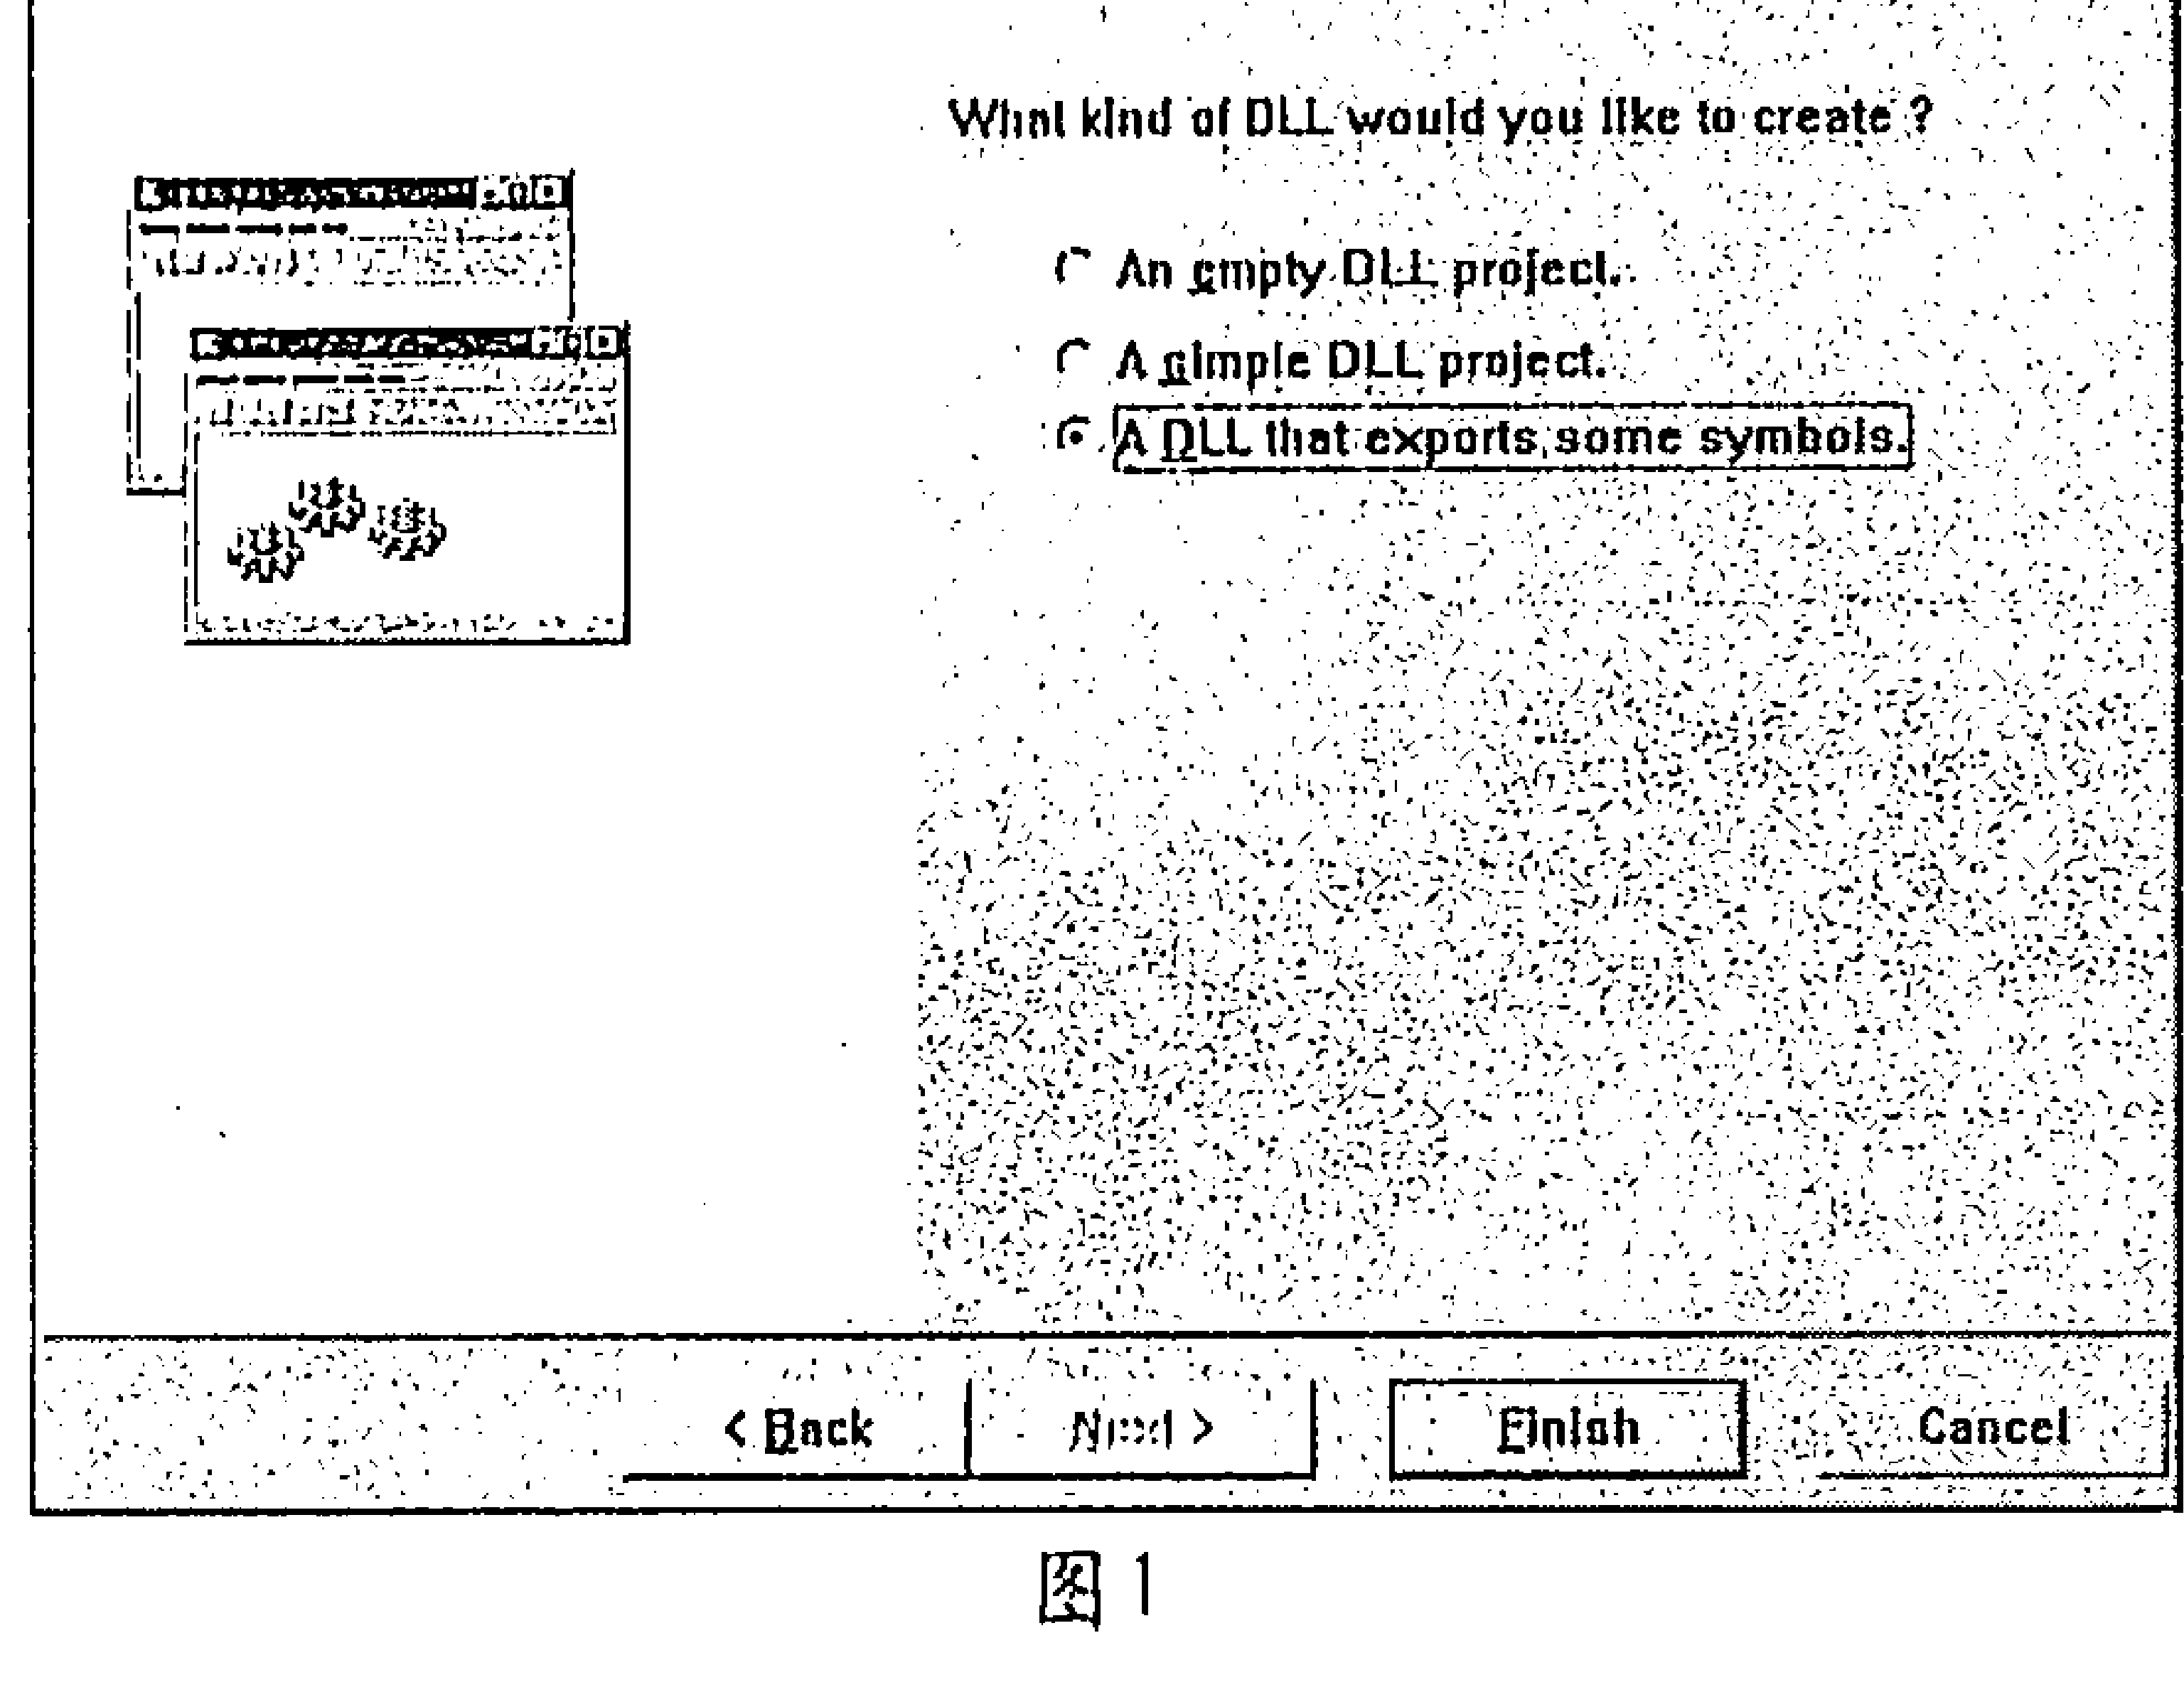 What kind of DLL would you like to create ?
An empty DLL project.
A simple DLL project.
A DLL that exports some symbols.
< Back
Next >
Finish
Cancel
图 1